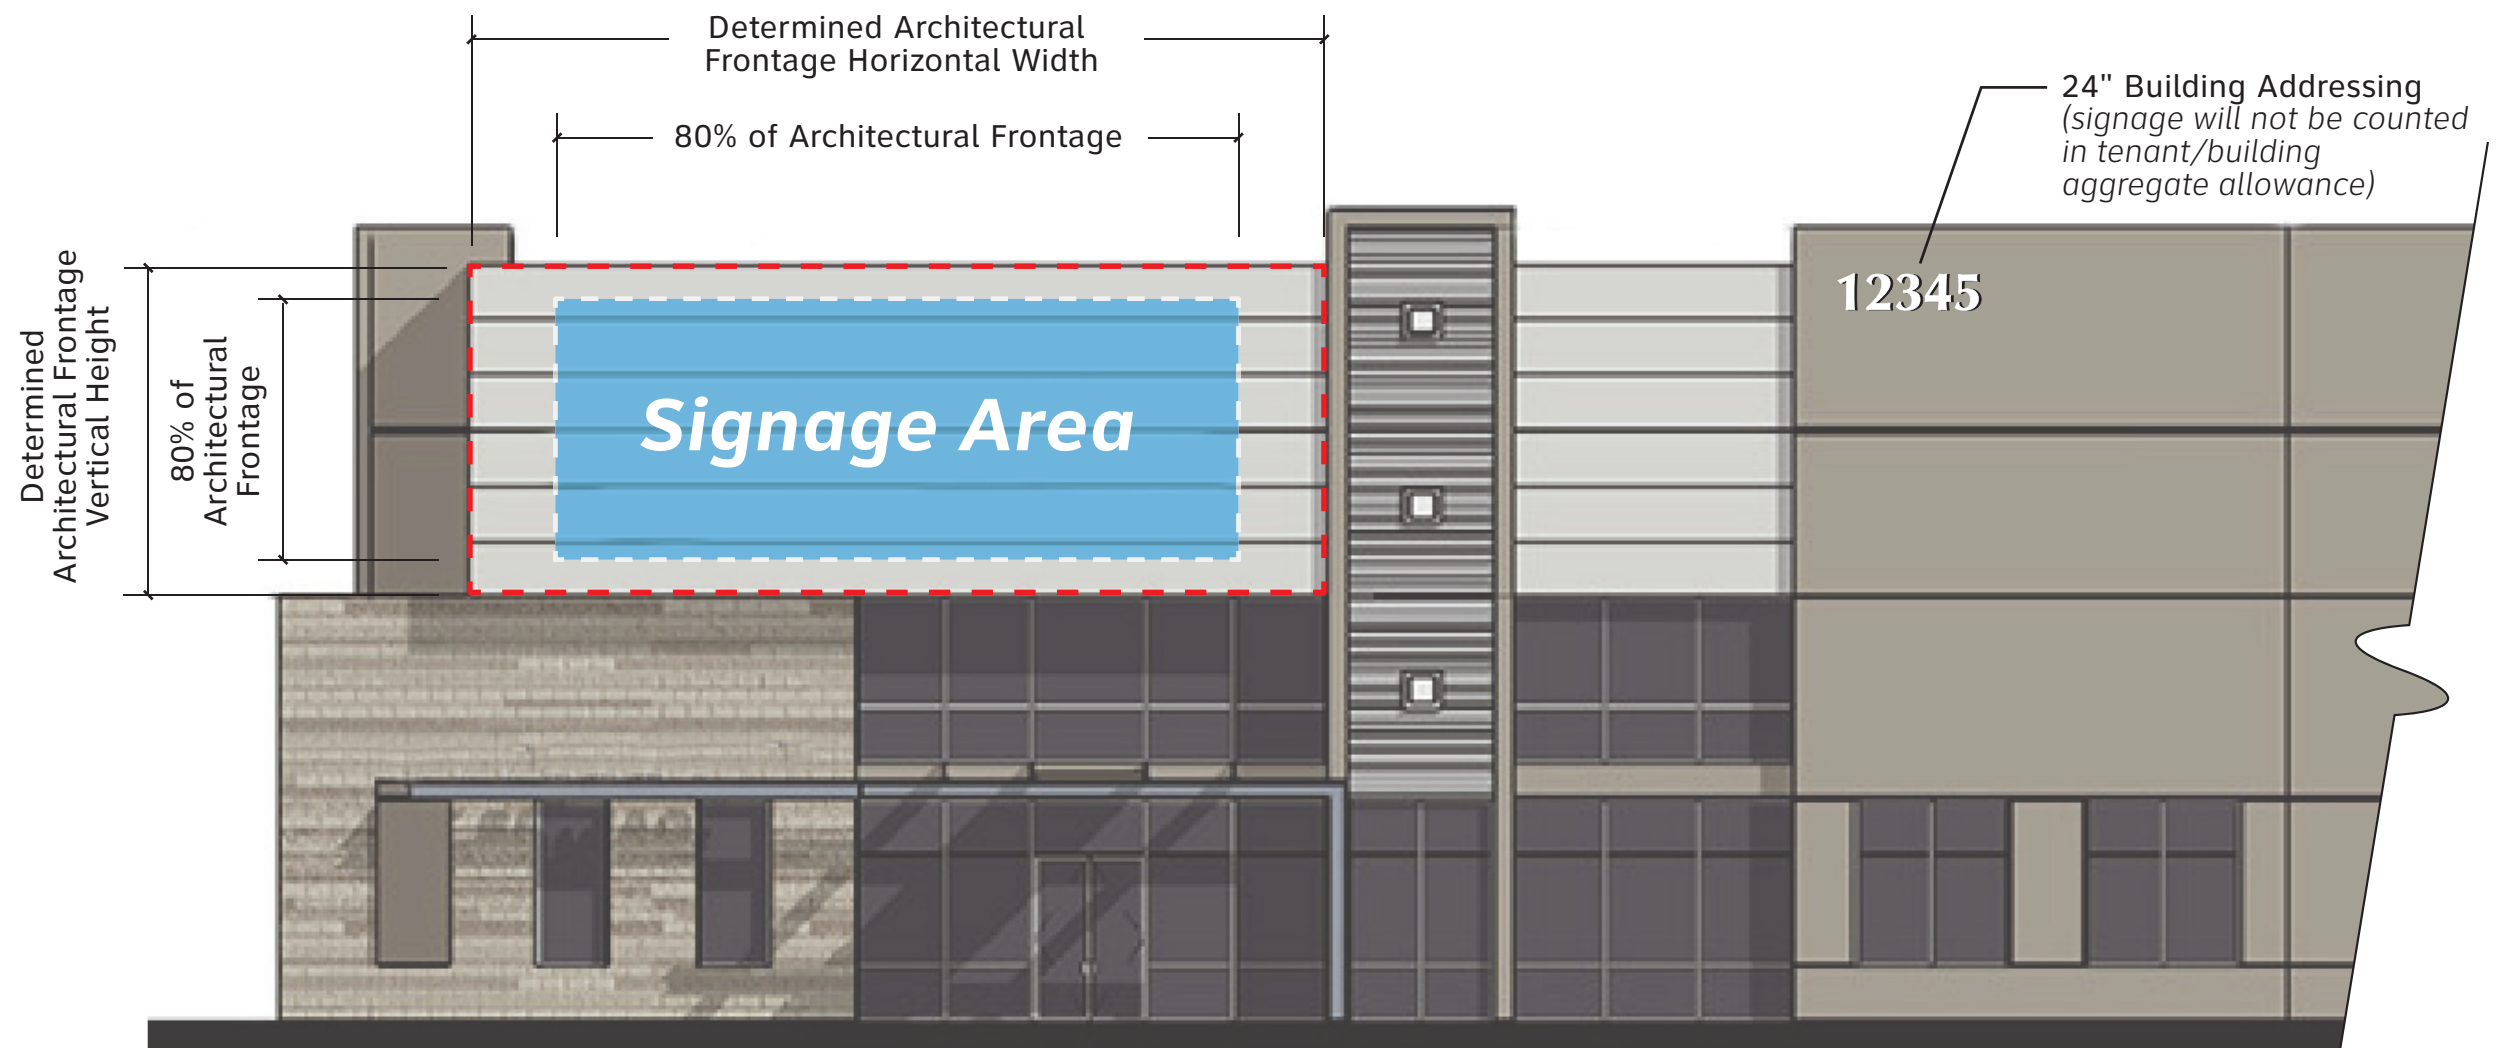 Determined Architectural
Frontage Horizontal Width
80% of Architectural Frontage
24" Building Addressing
(signage will not be counted
in tenant/building
aggregate allowance)
Determined
Architectural Frontage
Vertical Height
80% of
Architectural
Frontage
12345
Signage Area